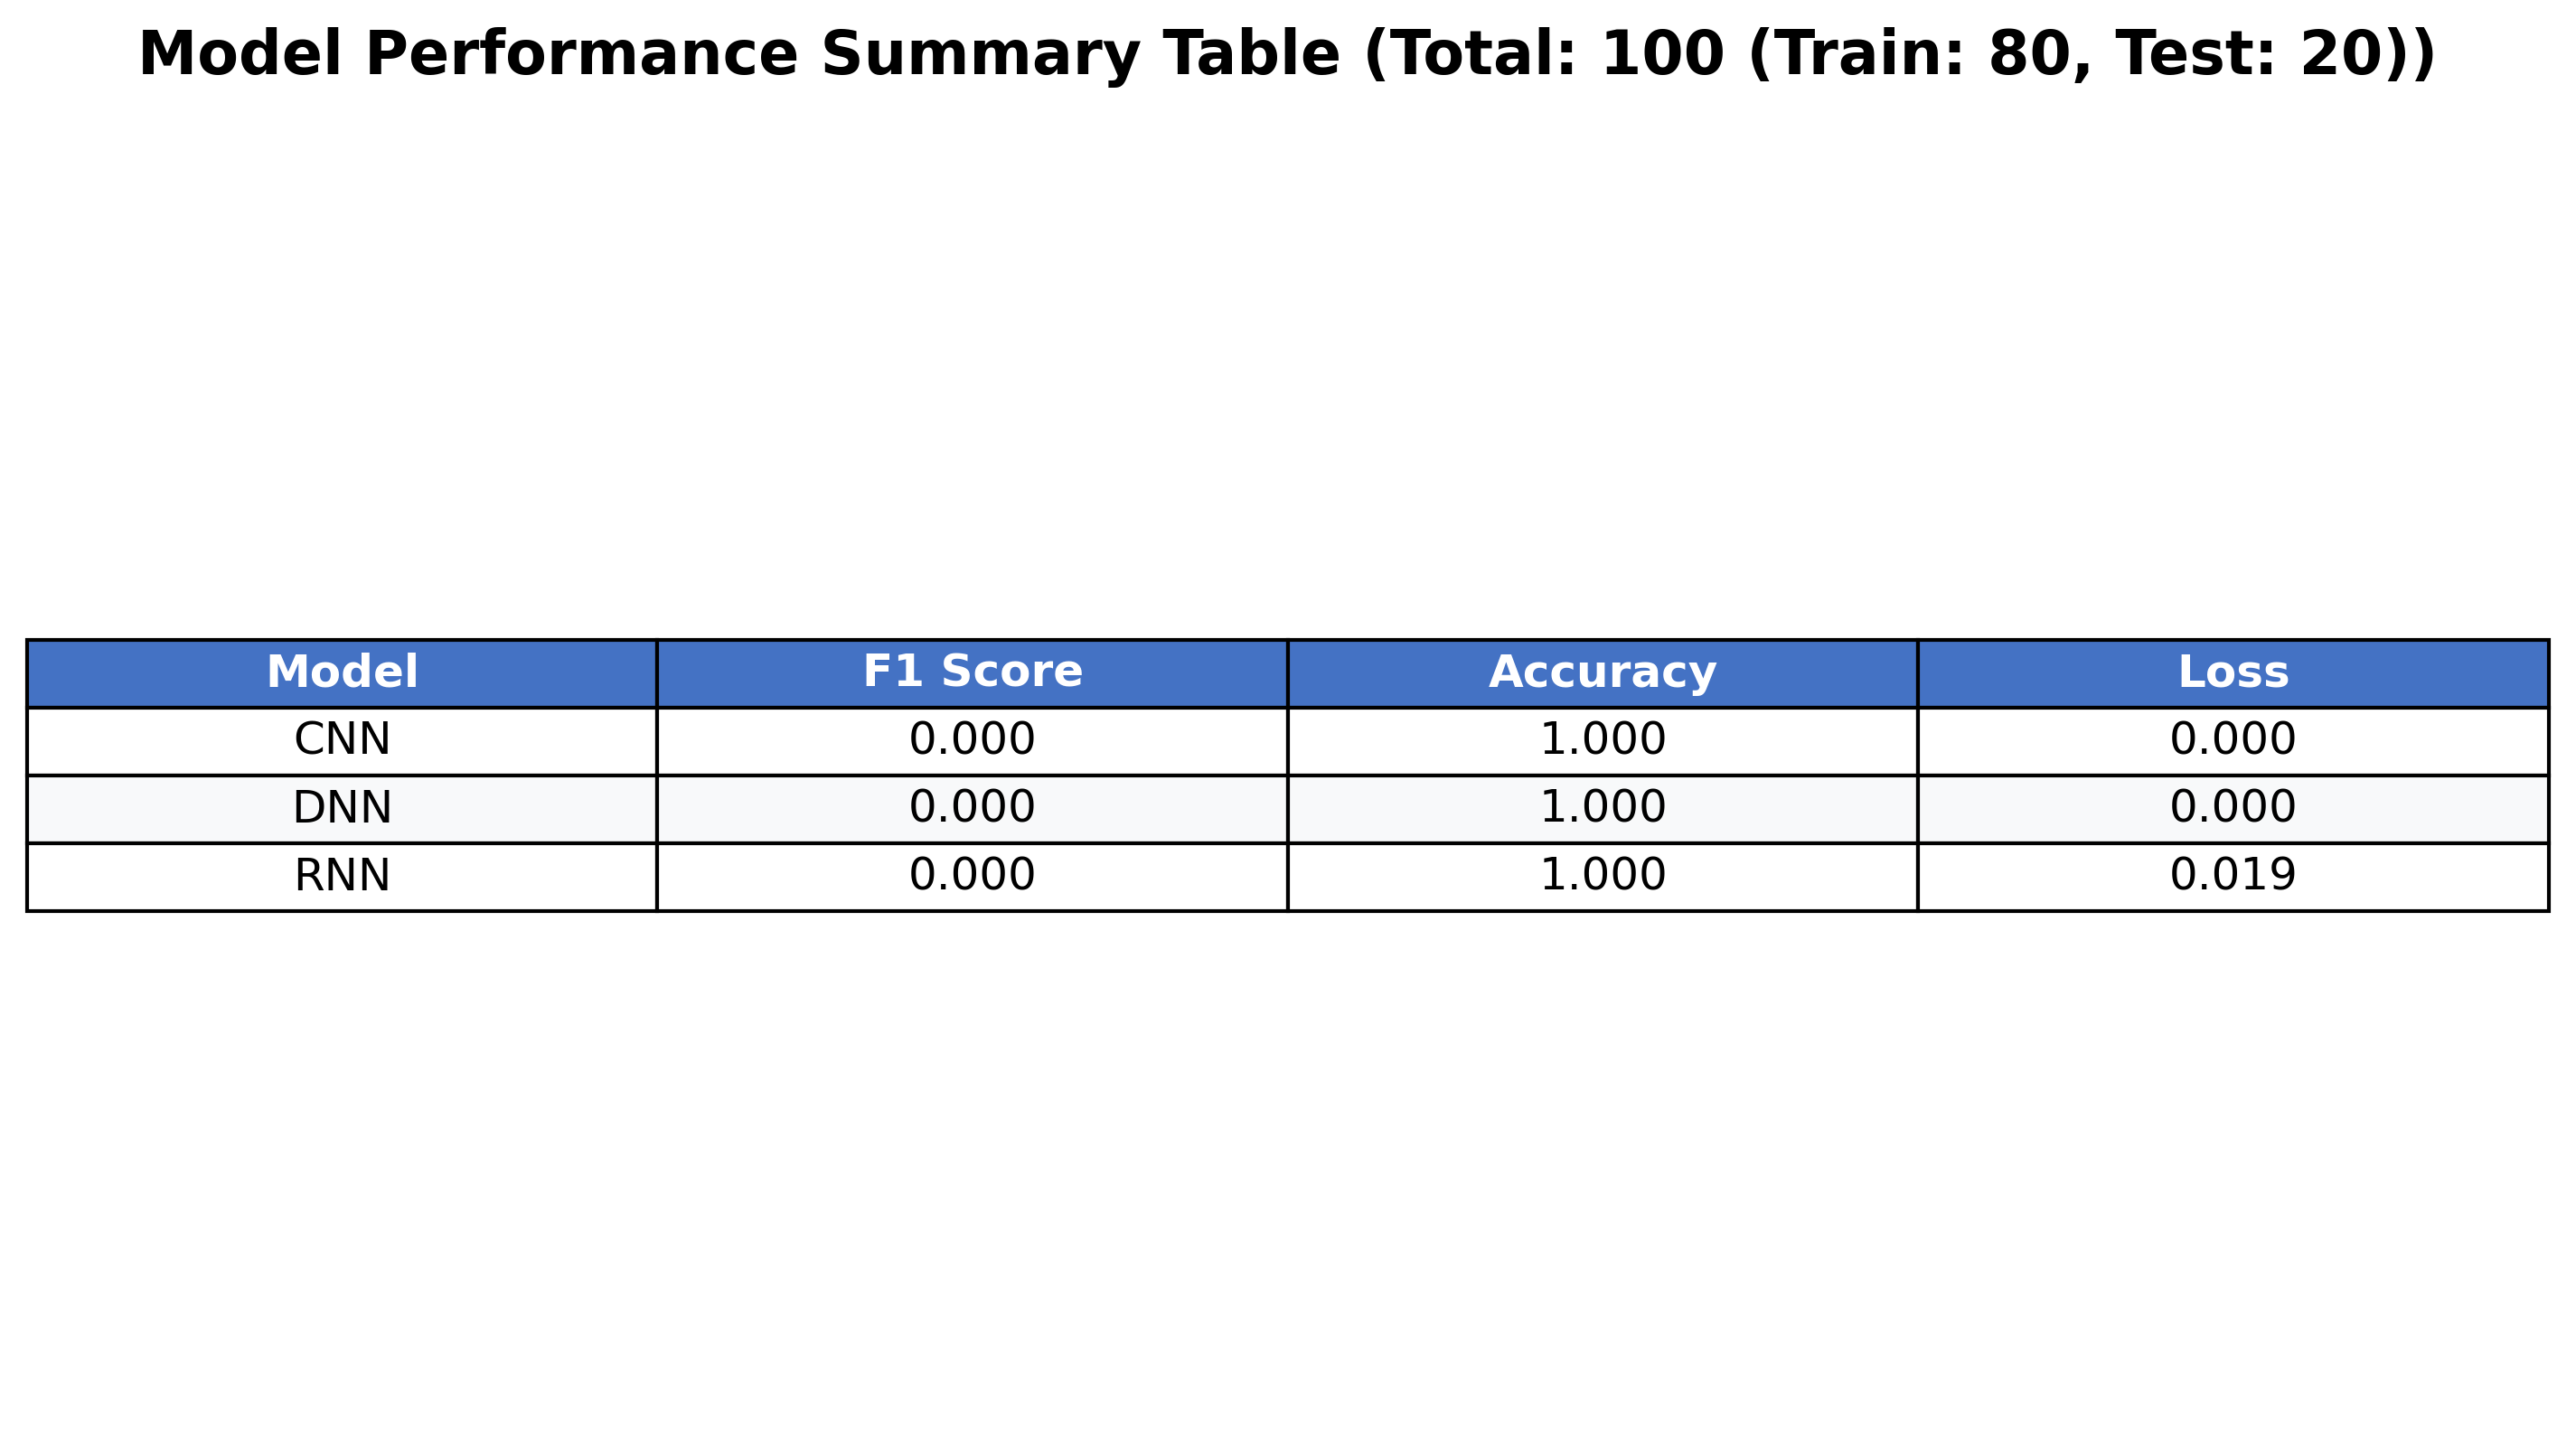 Model Performance Summary Table (Total: 100 (Train: 80, Test: 20))
Model F1 Score Accuracy Loss
CNN 0.000 1.000 0.000
DNN 0.000 1.000 0.000
RNN 0.000 1.000 0.019